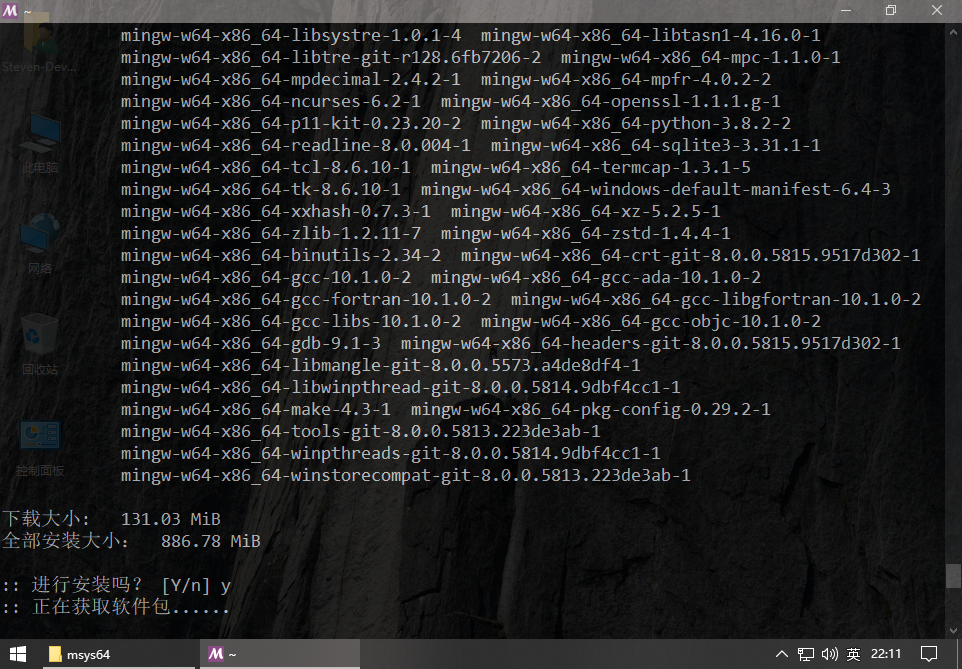 ~
mingw-w64-x86_64-libsystre-1.0.1-4 mingw-w64-x86_64-libtasn1-4.16.0-1
mingw-w64-x86_64-libtre-git-r128.6fb7206-2 mingw-w64-x86_64-mpc-1.1.0-1
mingw-w64-x86_64-mpdecimal-2.4.2-1 mingw-w64-x86_64-mpfr-4.0.2-2
mingw-w64-x86_64-ncurses-6.2-1 mingw-w64-x86_64-openssl-1.1.1.g-1
mingw-w64-x86_64-p11-kit-0.23.20-2 mingw-w64-x86_64-python-3.8.2-2
mingw-w64-x86_64-readline-8.0.004-1 mingw-w64-x86_64-sqlite3-3.31.1-1
mingw-w64-x86_64-tcl-8.6.10-1 mingw-w64-x86_64-termcap-1.3.1-5
mingw-w64-x86_64-tk-8.6.10-1 mingw-w64-x86_64-windows-default-manifest-6.4-3
mingw-w64-x86_64-xxhash-0.7.3-1 mingw-w64-x86_64-xz-5.2.5-1
mingw-w64-x86_64-zlib-1.2.11-7 mingw-w64-x86_64-zstd-1.4.4-1
mingw-w64-x86_64-binutils-2.34-2 mingw-w64-x86_64-crt-git-8.0.0.5815.9517d302-1
mingw-w64-x86_64-gcc-10.1.0-2 mingw-w64-x86_64-gcc-ada-10.1.0-2
mingw-w64-x86_64-gcc-fortran-10.1.0-2 mingw-w64-x86_64-gcc-libgfortran-10.1.0-2
mingw-w64-x86_64-gcc-libs-10.1.0-2 mingw-w64-x86_64-gcc-objc-10.1.0-2
mingw-w64-x86_64-gdb-9.1-3 mingw-w64-x86_64-headers-git-8.0.0.5815.9517d302-1
mingw-w64-x86_64-libmangle-git-8.0.0.5573.a4de8df4-1
mingw-w64-x86_64-libwinpthread-git-8.0.0.5814.9dbf4cc1-1
mingw-w64-x86_64-make-4.3-1 mingw-w64-x86_64-pkg-config-0.29.2-1
mingw-w64-x86_64-tools-git-8.0.0.5813.223de3ab-1
mingw-w64-x86_64-winpthreads-git-8.0.0.5814.9dbf4cc1-1
mingw-w64-x86_64-winstorecompat-git-8.0.0.5813.223de3ab-1
下载大小: 131.03 MiB
全部安装大小: 886.78 MiB
:: 进行安装吗？ [Y/n] y
:: 正在获取软件包......
Steven-Dev...
此电脑
网络
回收站
控制面板
msys64
~
英
22:11